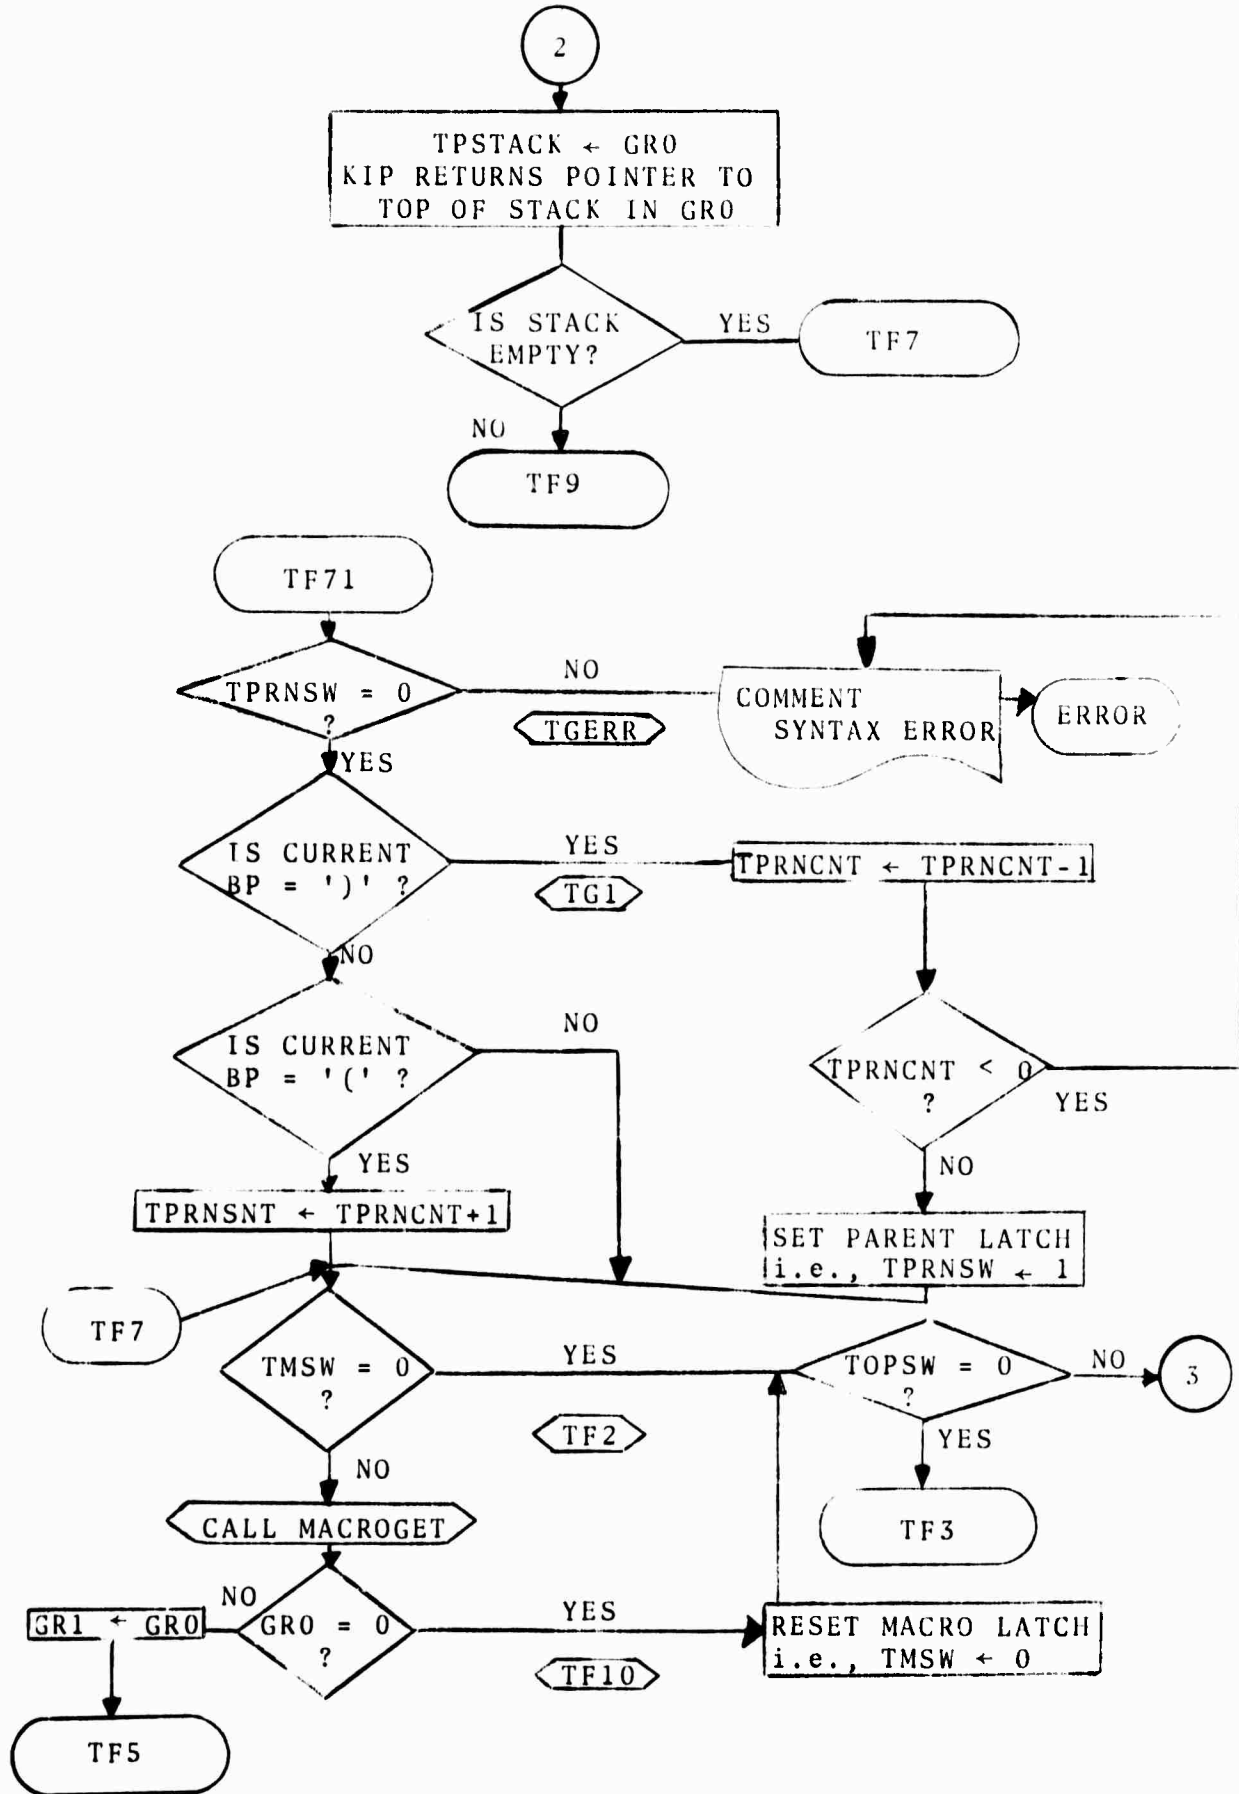 2
TPSTACK ← GR0
KIP RETURNS POINTER TO
TOP OF STACK IN GR0
IS STACK
EMPTY?
YES
TF7
NO
TF9
TF71
TPRNSW = 0
?
NO
TGERR
COMMENT
SYNTAX ERROR
ERROR
YES
IS CURRENT
BP = ')' ?
YES
TG1
TPRNCNT ← TPRNCNT-1
NO
IS CURRENT
BP = '(' ?
NO
TPRNCNT < 0
?
YES
YES
NO
TPRNSNT ← TPRNCNT+1
SET PARENT LATCH
i.e., TPRNSW ← 1
TF7
TMSW = 0
?
YES
TF2
TOPSW = 0
?
NO
3
YES
NO
CALL MACROGET
TF3
GR1 ← GR0
NO
GR0 = 0
?
YES
TF10
RESET MACRO LATCH
i.e., TMSW ← 0
TF5